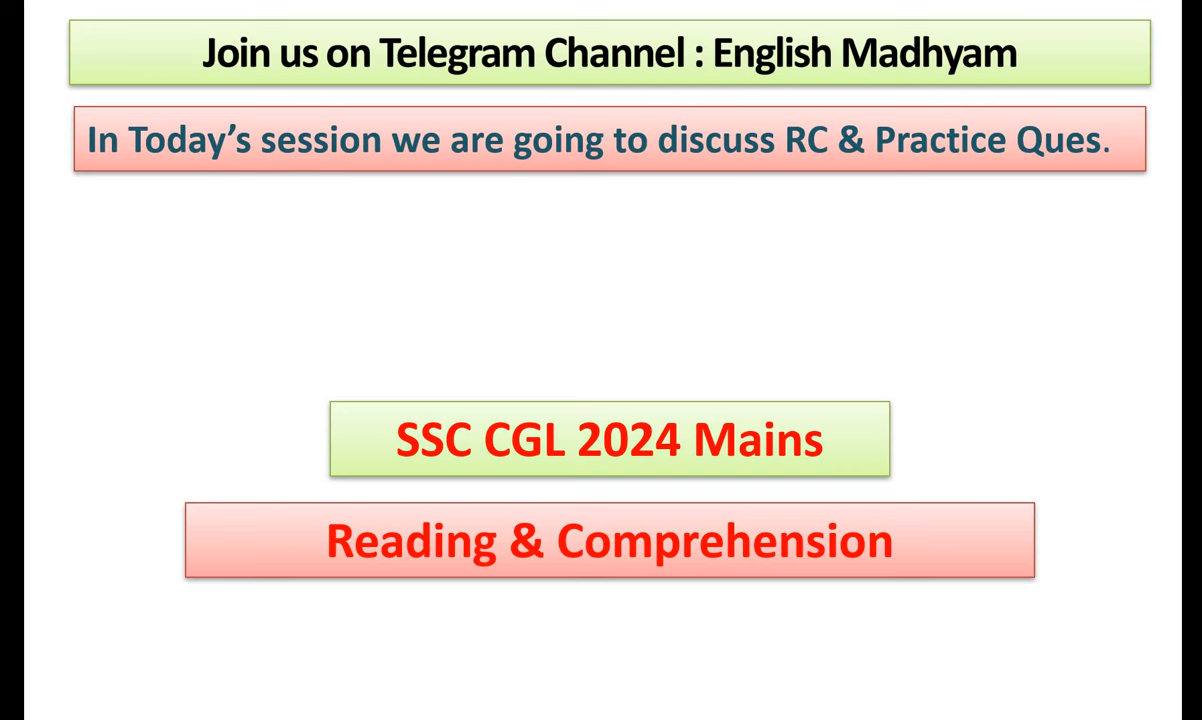 Join us on Telegram Channel : English Madhyam
In Today’s session we are going to discuss RC & Practice Ques.
SSC CGL 2024 Mains
Reading & Comprehension